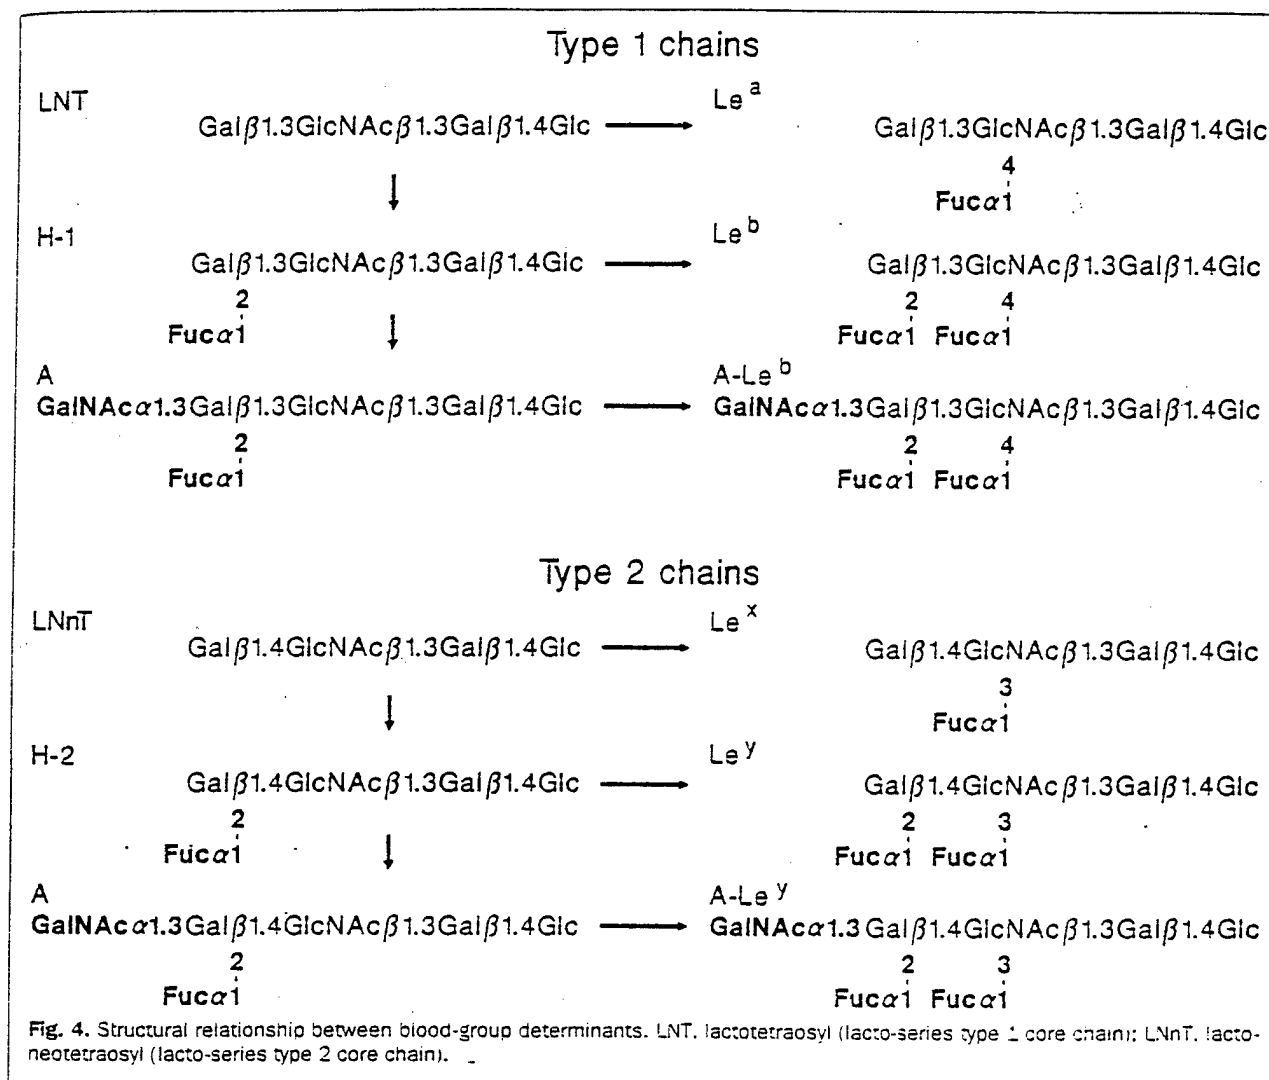 Type 1 chains
LNT
Le a
Galβ1.3GlcNAcβ1.3Galβ1.4Glc
Galβ1.3GlcNAcβ1.3Galβ1.4Glc
4
Fucα1
H-1
Le b
Galβ1.3GlcNAcβ1.3Galβ1.4Glc
Galβ1.3GlcNAcβ1.3Galβ1.4Glc
2
2 4
Fucα1
Fucα1 Fucα1
A
A-Le b
GalNAcα1.3Galβ1.3GlcNAcβ1.3Galβ1.4Glc
GalNAcα1.3Galβ1.3GlcNAcβ1.3Galβ1.4Glc
2
2 4
Fucα1
Fucα1 Fucα1
Type 2 chains
LNnT
Le x
Galβ1.4GlcNAcβ1.3Galβ1.4Glc
Galβ1.4GlcNAcβ1.3Galβ1.4Glc
3
Fucα1
H-2
Le y
Galβ1.4GlcNAcβ1.3Galβ1.4Glc
Galβ1.4GlcNAcβ1.3Galβ1.4Glc
2
2 3
Fucα1
Fucα1 Fucα1
A
A-Le y
GalNAcα1.3Galβ1.4GlcNAcβ1.3Galβ1.4Glc
GalNAcα1.3Galβ1.4GlcNAcβ1.3Galβ1.4Glc
2
2 3
Fucα1
Fucα1 Fucα1
Fig. 4. Structural relationship between blood-group determinants. LNT. lactotetraosyl (lacto-series type 1 core chain); LNnT. lacto-
neotetraosyl (lacto-series type 2 core chain).